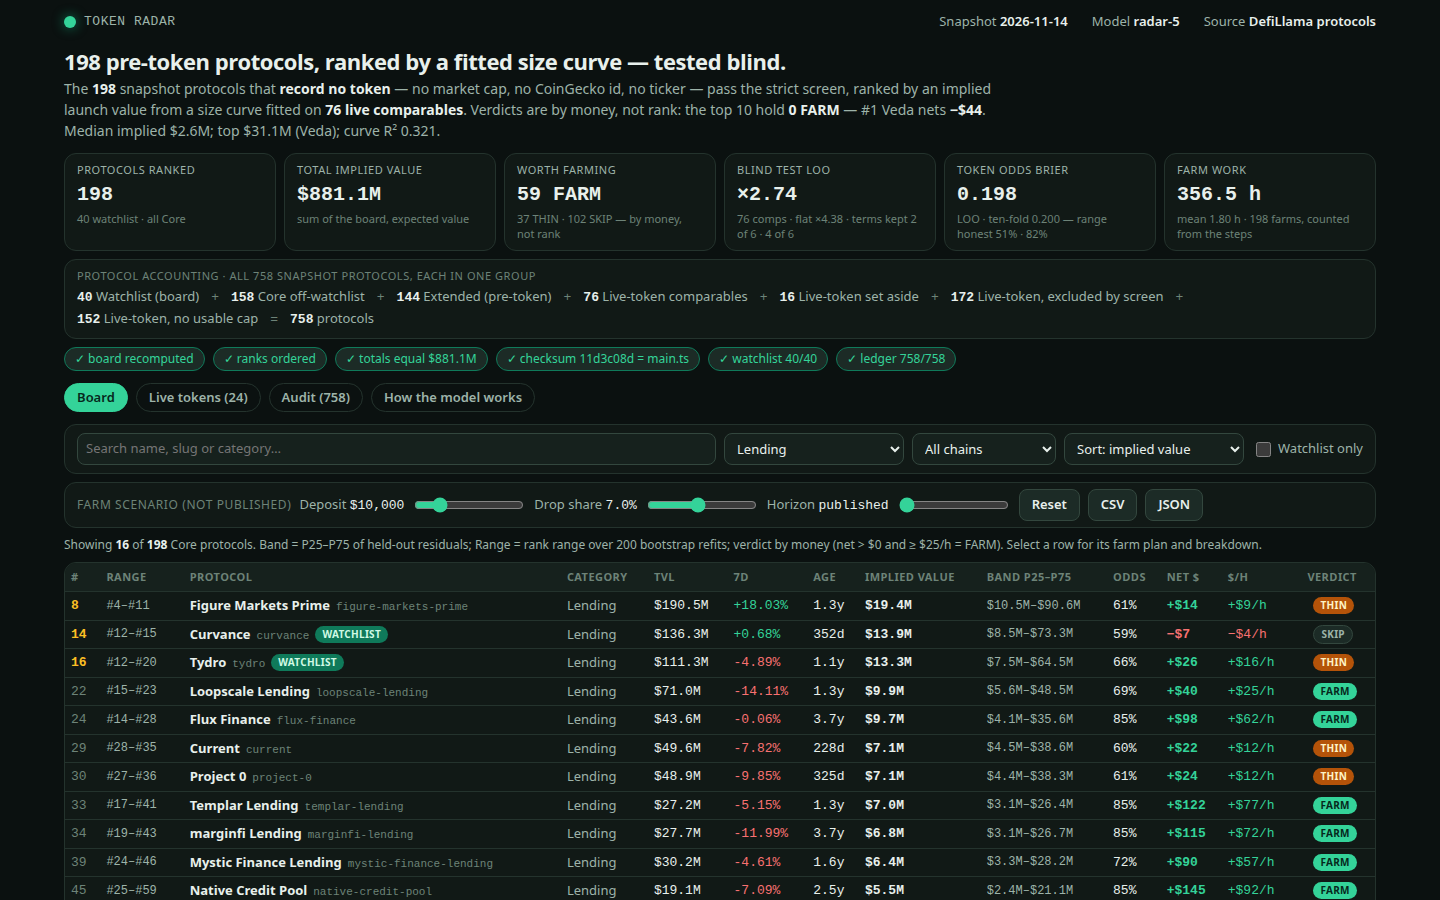 TOKEN RADAR
Snapshot 2026-11-14 Model radar-5 Source DefiLlama protocols
198 pre-token protocols, ranked by a fitted size curve — tested blind.
The 198 snapshot protocols that record no token — no market cap, no CoinGecko id, no ticker — pass the strict screen, ranked by an implied
launch value from a size curve fitted on 76 live comparables. Verdicts are by money, not rank: the top 10 hold 0 FARM — #1 Veda nets −$44.
Median implied $2.6M; top $31.1M (Veda); curve R² 0.321.
PROTOCOLS RANKED
198
40 watchlist · all Core
TOTAL IMPLIED VALUE
$881.1M
sum of the board, expected value
WORTH FARMING
59 FARM
37 THIN · 102 SKIP — by money,
not rank
BLIND TEST LOO
×2.74
76 comps · flat ×4.38 · terms kept 2
of 6 · 4 of 6
TOKEN ODDS BRIER
0.198
LOO · ten-fold 0.200 — range
honest 51% · 82%
FARM WORK
356.5 h
mean 1.80 h · 198 farms, counted
from the steps
PROTOCOL ACCOUNTING · ALL 758 SNAPSHOT PROTOCOLS, EACH IN ONE GROUP
40 Watchlist (board) + 158 Core off-watchlist + 144 Extended (pre-token) + 76 Live-token comparables + 16 Live-token set aside + 172 Live-token, excluded by screen +
152 Live-token, no usable cap = 758 protocols
✓ board recomputed ✓ ranks ordered ✓ totals equal $881.1M ✓ checksum 11d3c08d = main.ts ✓ watchlist 40/40 ✓ ledger 758/758
Board Live tokens (24) Audit (758) How the model works
Search name, slug or category... Lending All chains Sort: implied value Watchlist only
FARM SCENARIO (NOT PUBLISHED) Deposit $10,000 Drop share 7.0% Horizon published Reset CSV JSON
Showing 16 of 198 Core protocols. Band = P25–P75 of held-out residuals; Range = rank range over 200 bootstrap refits; verdict by money (net > $0 and ≥ $25/h = FARM). Select a row for its farm plan and breakdown.
# RANGE PROTOCOL CATEGORY TVL 7D AGE IMPLIED VALUE BAND P25–P75 ODDS NET $ $/H VERDICT
8 #4–#11 Figure Markets Prime figure-markets-prime Lending $190.5M +18.03% 1.3y $19.4M $10.5M–$90.6M 61% +$14 +$9/h THIN
14 #12–#15 Curvance curvance WATCHLIST Lending $136.3M +0.68% 352d $13.9M $8.5M–$73.3M 59% −$7 −$4/h SKIP
16 #12–#20 Tydro tydro WATCHLIST Lending $111.3M -4.89% 1.1y $13.3M $7.5M–$64.5M 66% +$26 +$16/h THIN
22 #15–#23 Loopscale Lending loopscale-lending Lending $71.0M -14.11% 1.3y $9.9M $5.6M–$48.5M 69% +$40 +$25/h FARM
24 #14–#28 Flux Finance flux-finance Lending $43.6M -0.06% 3.7y $9.7M $4.1M–$35.6M 85% +$98 +$62/h FARM
29 #28–#35 Current current Lending $49.6M -7.82% 228d $7.1M $4.5M–$38.6M 60% +$22 +$12/h THIN
30 #27–#36 Project 0 project-0 Lending $48.9M -9.85% 325d $7.1M $4.4M–$38.3M 61% +$24 +$12/h THIN
33 #17–#41 Templar Lending templar-lending Lending $27.2M -5.15% 1.3y $7.0M $3.1M–$26.4M 85% +$122 +$77/h FARM
34 #19–#43 marginfi Lending marginfi-lending Lending $27.7M -11.99% 3.7y $6.8M $3.1M–$26.7M 85% +$115 +$72/h FARM
39 #24–#46 Mystic Finance Lending mystic-finance-lending Lending $30.2M -4.61% 1.6y $6.4M $3.3M–$28.2M 72% +$90 +$57/h FARM
45 #25–#59 Native Credit Pool native-credit-pool Lending $19.1M -7.09% 2.5y $5.5M $2.4M–$21.1M 85% +$145 +$92/h FARM